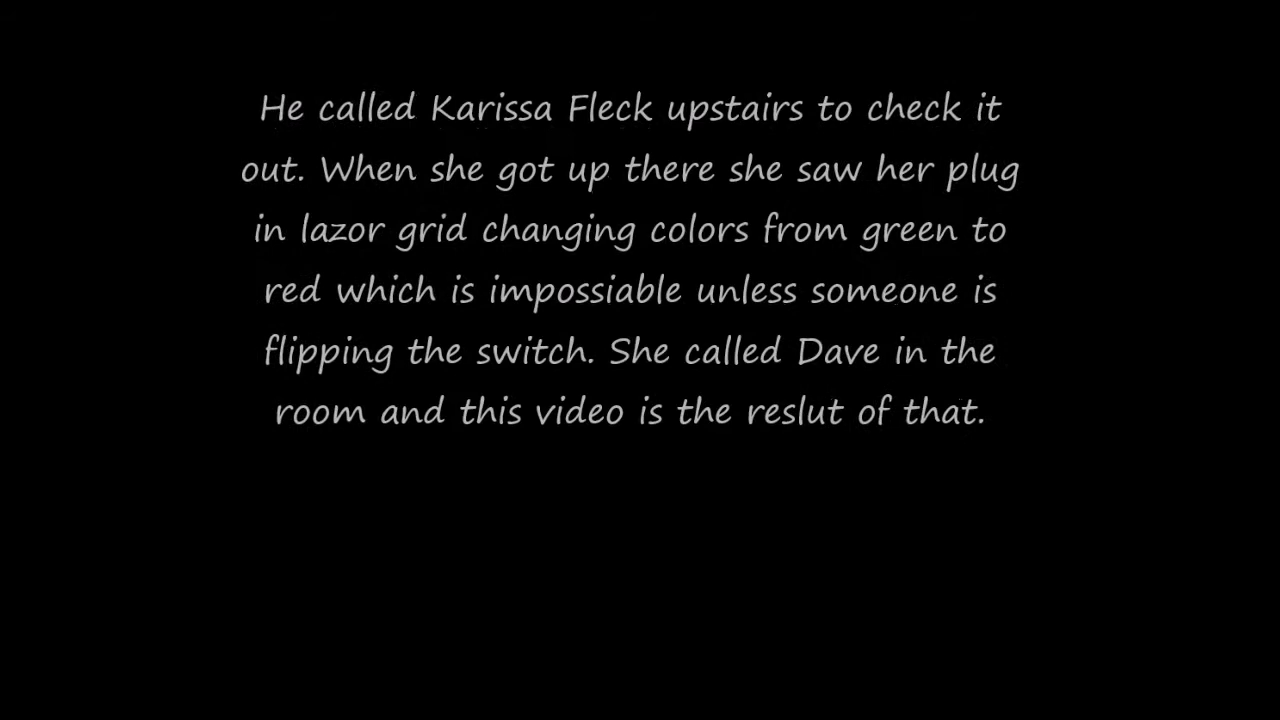 He called Karissa Fleck upstairs to check it
out. When she got up there she saw her plug
in lazor grid changing colors from green to
red which is impossiable unless someone is
flipping the switch. She called Dave in the
room and this video is the reslut of that.